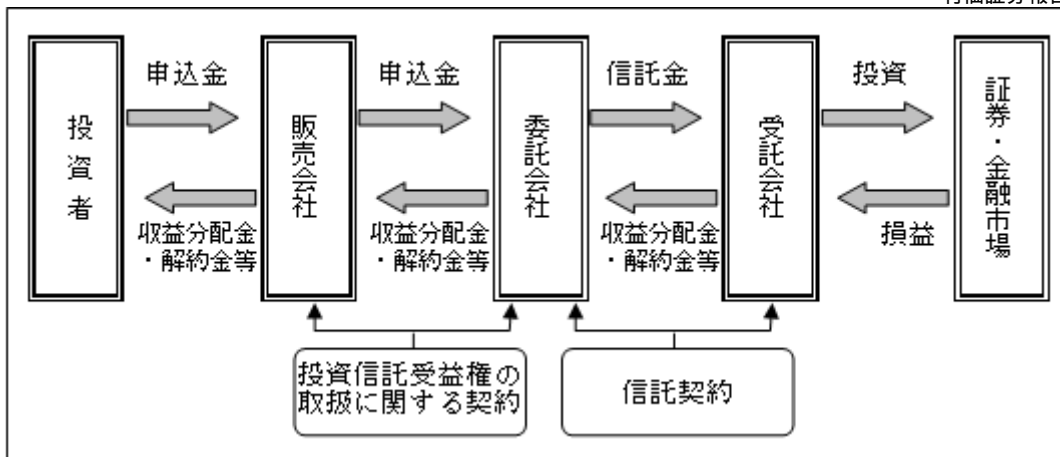 投資者
申込金
収益分配金
・解約金等
販売会社
申込金
収益分配金
・解約金等
委託会社
信託金
収益分配金
・解約金等
受託会社
投資
損益
証券・金融市場
投資信託受益権の
取扱に関する契約
信託契約